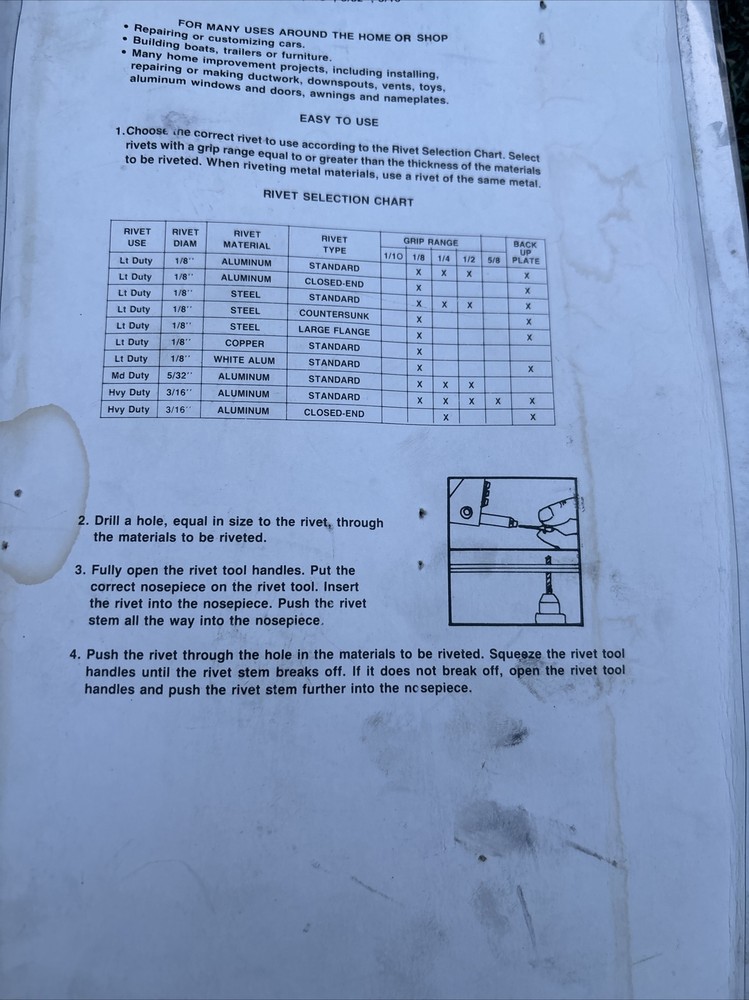 FOR MANY USES AROUND THE HOME OR SHOP
• Repairing or customizing cars.
• Building boats, trailers or furniture.
• Many home improvement projects, including installing,
repairing or making ductwork, downspouts, vents, toys,
aluminum windows and doors, awnings and nameplates.
EASY TO USE
1. Choose the correct rivet to use according to the Rivet Selection Chart. Select
rivets with a grip range equal to or greater than the thickness of the materials
to be riveted. When riveting metal materials, use a rivet of the same metal.
RIVET SELECTION CHART
RIVET USE RIVET DIAM RIVET MATERIAL RIVET TYPE GRIP RANGE BACK UP PLATE
1/10 1/8 1/4 1/2 5/8
Lt Duty 1/8'' ALUMINUM STANDARD X X X X
Lt Duty 1/8'' ALUMINUM CLOSED-END X X
Lt Duty 1/8'' STEEL STANDARD X X X X
Lt Duty 1/8'' STEEL COUNTERSUNK X X
Lt Duty 1/8'' STEEL LARGE FLANGE X X
Lt Duty 1/8'' COPPER STANDARD X
Lt Duty 1/8'' WHITE ALUM STANDARD X X
Md Duty 5/32'' ALUMINUM STANDARD X X X
Hvy Duty 3/16'' ALUMINUM STANDARD X X X X X
Hvy Duty 3/16'' ALUMINUM CLOSED-END X X
2. Drill a hole, equal in size to the rivet, through
the materials to be riveted.
3. Fully open the rivet tool handles. Put the
correct nosepiece on the rivet tool. Insert
the rivet into the nosepiece. Push the rivet
stem all the way into the nosepiece.
4. Push the rivet through the hole in the materials to be riveted. Squeeze the rivet tool
handles until the rivet stem breaks off. If it does not break off, open the rivet tool
handles and push the rivet stem further into the nosepiece.